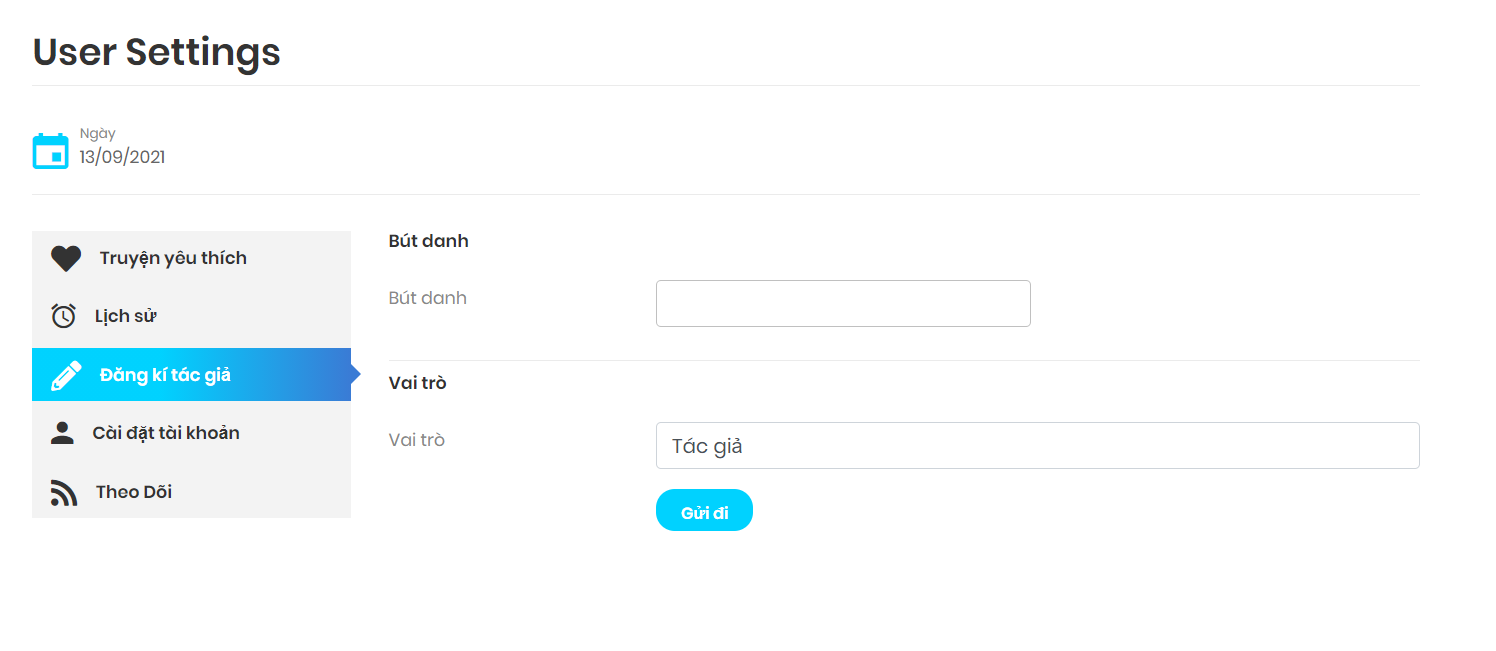 User Settings
Ngày
13/09/2021
Truyện yêu thích
Lịch sử
Đăng kí tác giả
Cài đặt tài khoản
Theo Dõi
Bút danh
Bút danh
Vai trò
Vai trò
Tác giả
Gửi đi